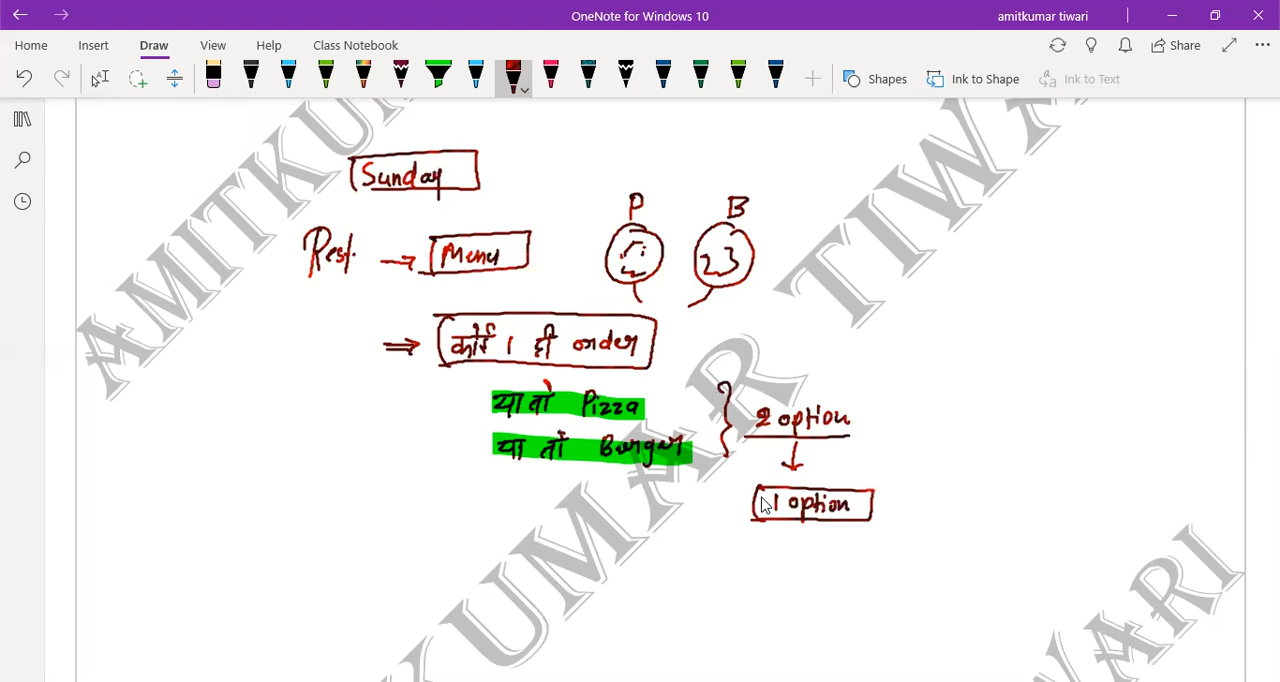 OneNote for Windows 10
amitkumar tiwari
Home Insert Draw View Help Class Notebook
Share
Shapes Ink to Shape Ink to Text
Sunday
P B
Rest. → Menu
23
⇒ कोई 1 ही order
या तो Pizza
या तो Burger
2 option
1 option
AMITKUMAR TIWARI